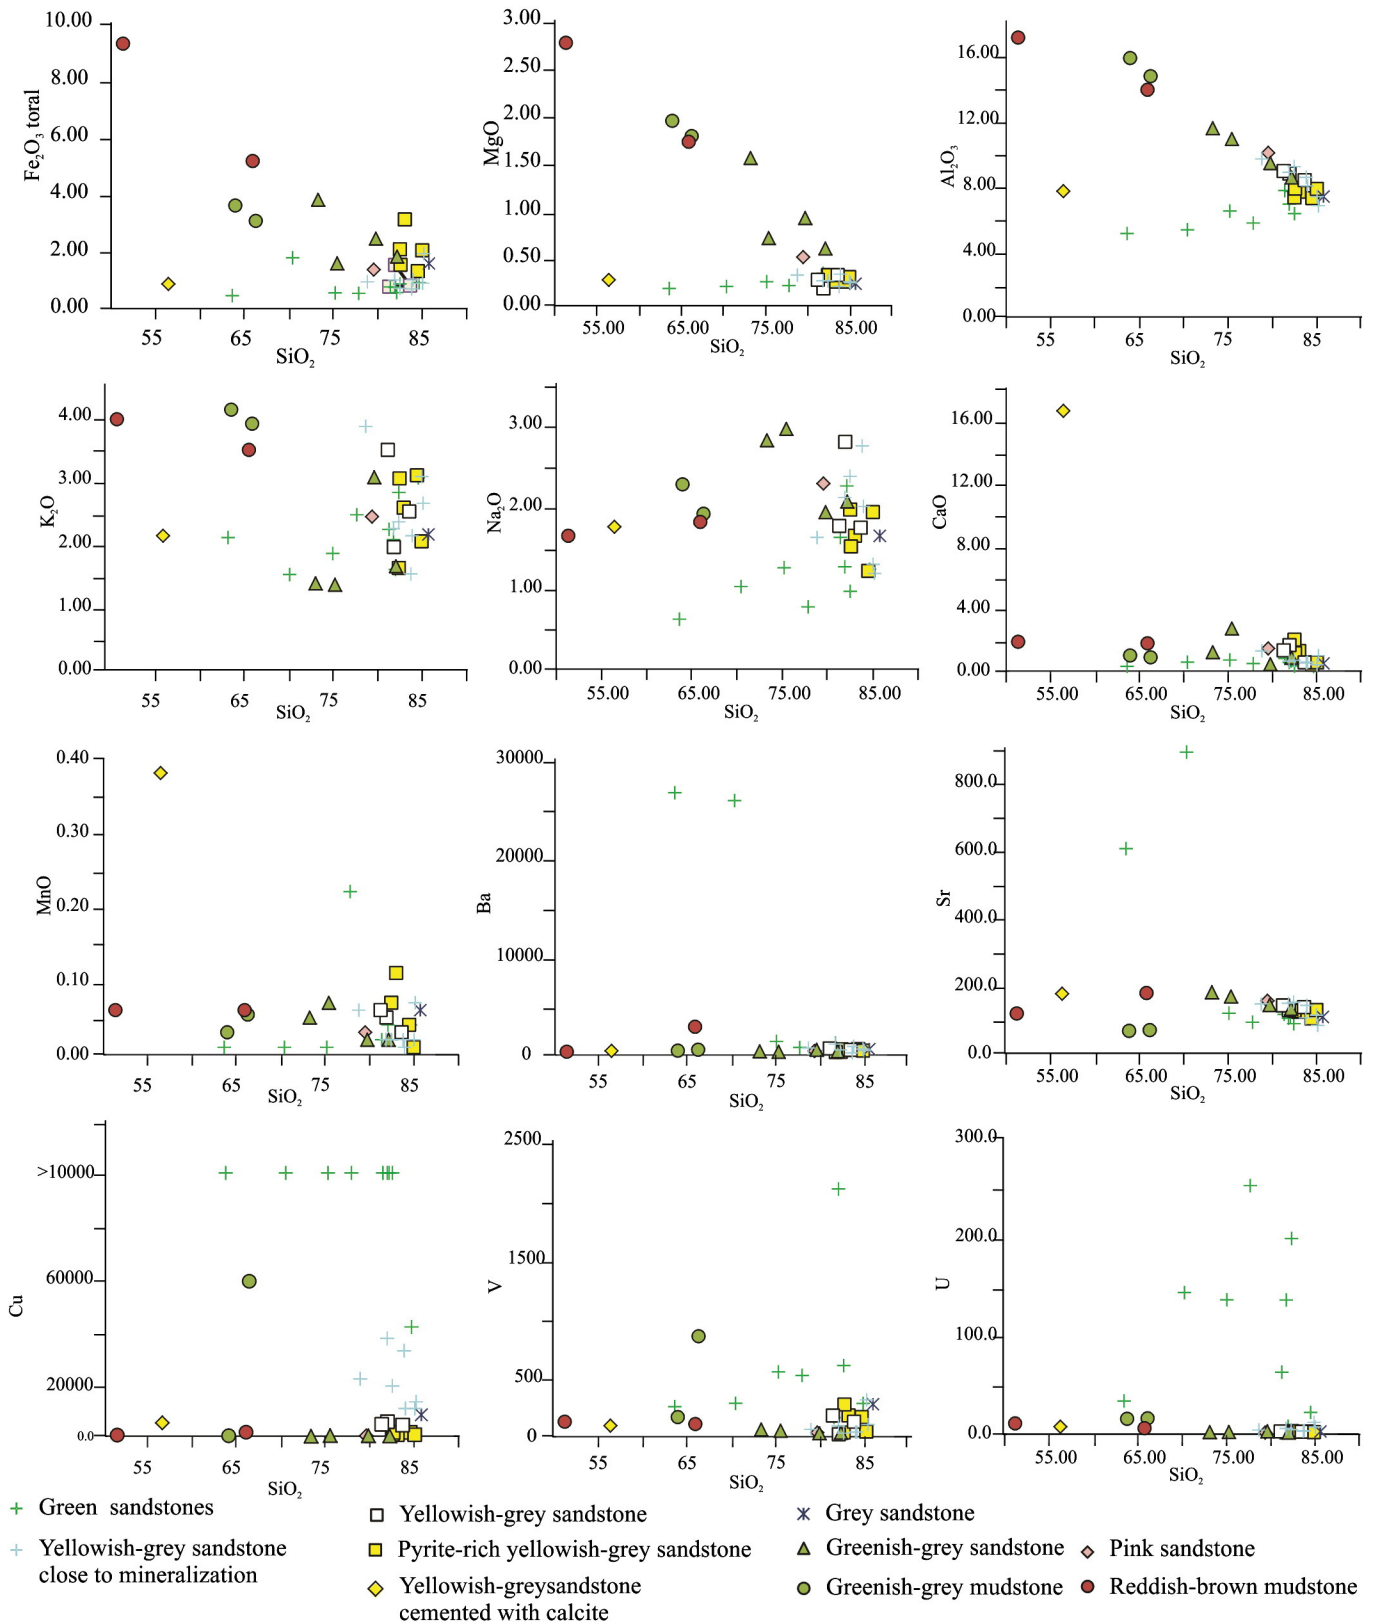 10.00
8.00
6.00
4.00
2.00
0.00
Fe₂O₃ toral
55
65
75
85
SiO₂
3.00
2.50
2.00
1.50
1.00
0.50
0.00
MgO
55.00
65.00
75.00
85.00
SiO₂
16.00
12.00
8.00
4.00
0.00
Al₂O₃
55
65
75
85
SiO₂
4.00
3.00
2.00
1.00
0.00
K₂O
55
65
75
85
SiO₂
3.00
2.00
1.00
0.00
Na₂O
55.00
65.00
75.00
85.00
SiO₂
16.00
12.00
8.00
4.00
0.00
CaO
55.00
65.00
75.00
85.00
SiO₂
0.40
0.30
0.20
0.10
0.00
MnO
55
65
75
85
SiO₂
30000
20000
10000
0
Ba
55
65
75
85
SiO₂
800.0
600.0
400.0
200.0
0.0
Sr
55.00
65.00
75.00
85.00
SiO₂
>10000
60000
20000
0.0
Cu
55
65
75
85
SiO₂
2500
1500
500
0
V
55
65
75
85
SiO₂
300.0
200.0
100.0
0.0
U
55.00
65.00
75.00
85.00
SiO₂
Green sandstones
Yellowish-grey sandstone
close to mineralization
Yellowish-grey sandstone
Pyrite-rich yellowish-grey sandstone
Yellowish-greysandstone
cemented with calcite
Grey sandstone
Greenish-grey sandstone
Greenish-grey mudstone
Pink sandstone
Reddish-brown mudstone